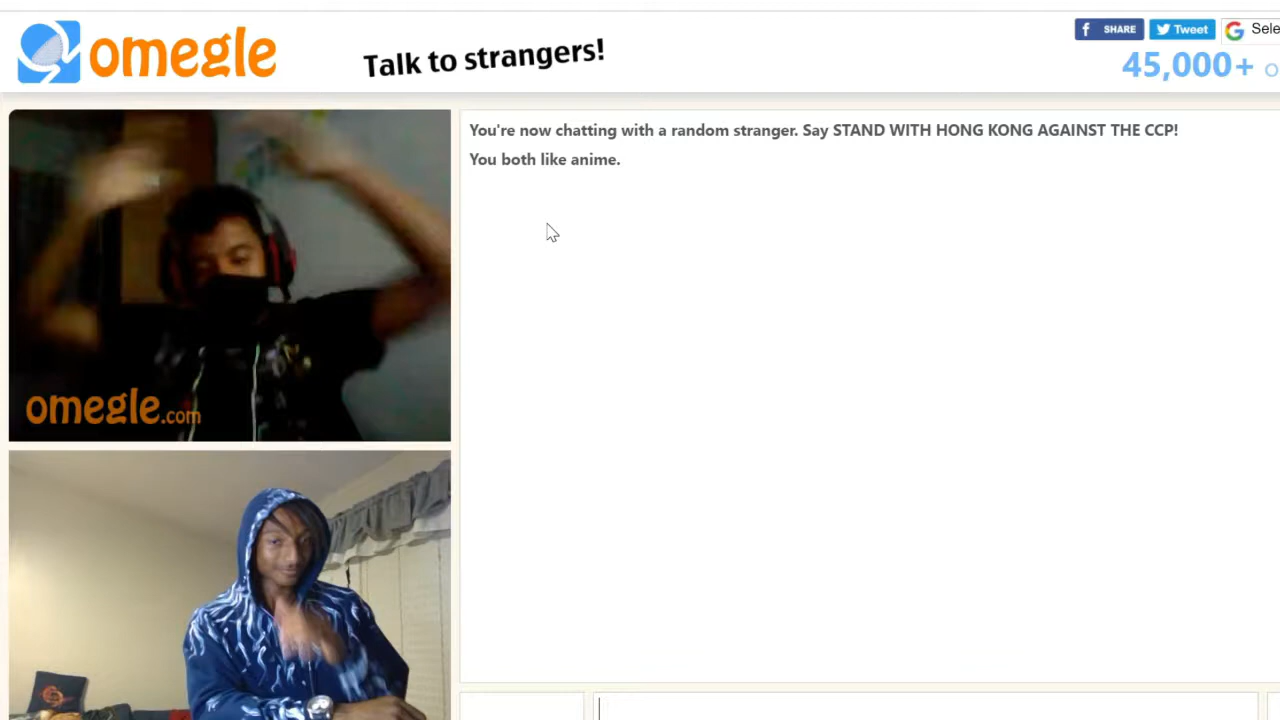 omegle
Talk to strangers!
f SHARE
Tweet
G Sele
45,000+ o
You're now chatting with a random stranger. Say STAND WITH HONG KONG AGAINST THE CCP!
You both like anime.
omegle.com